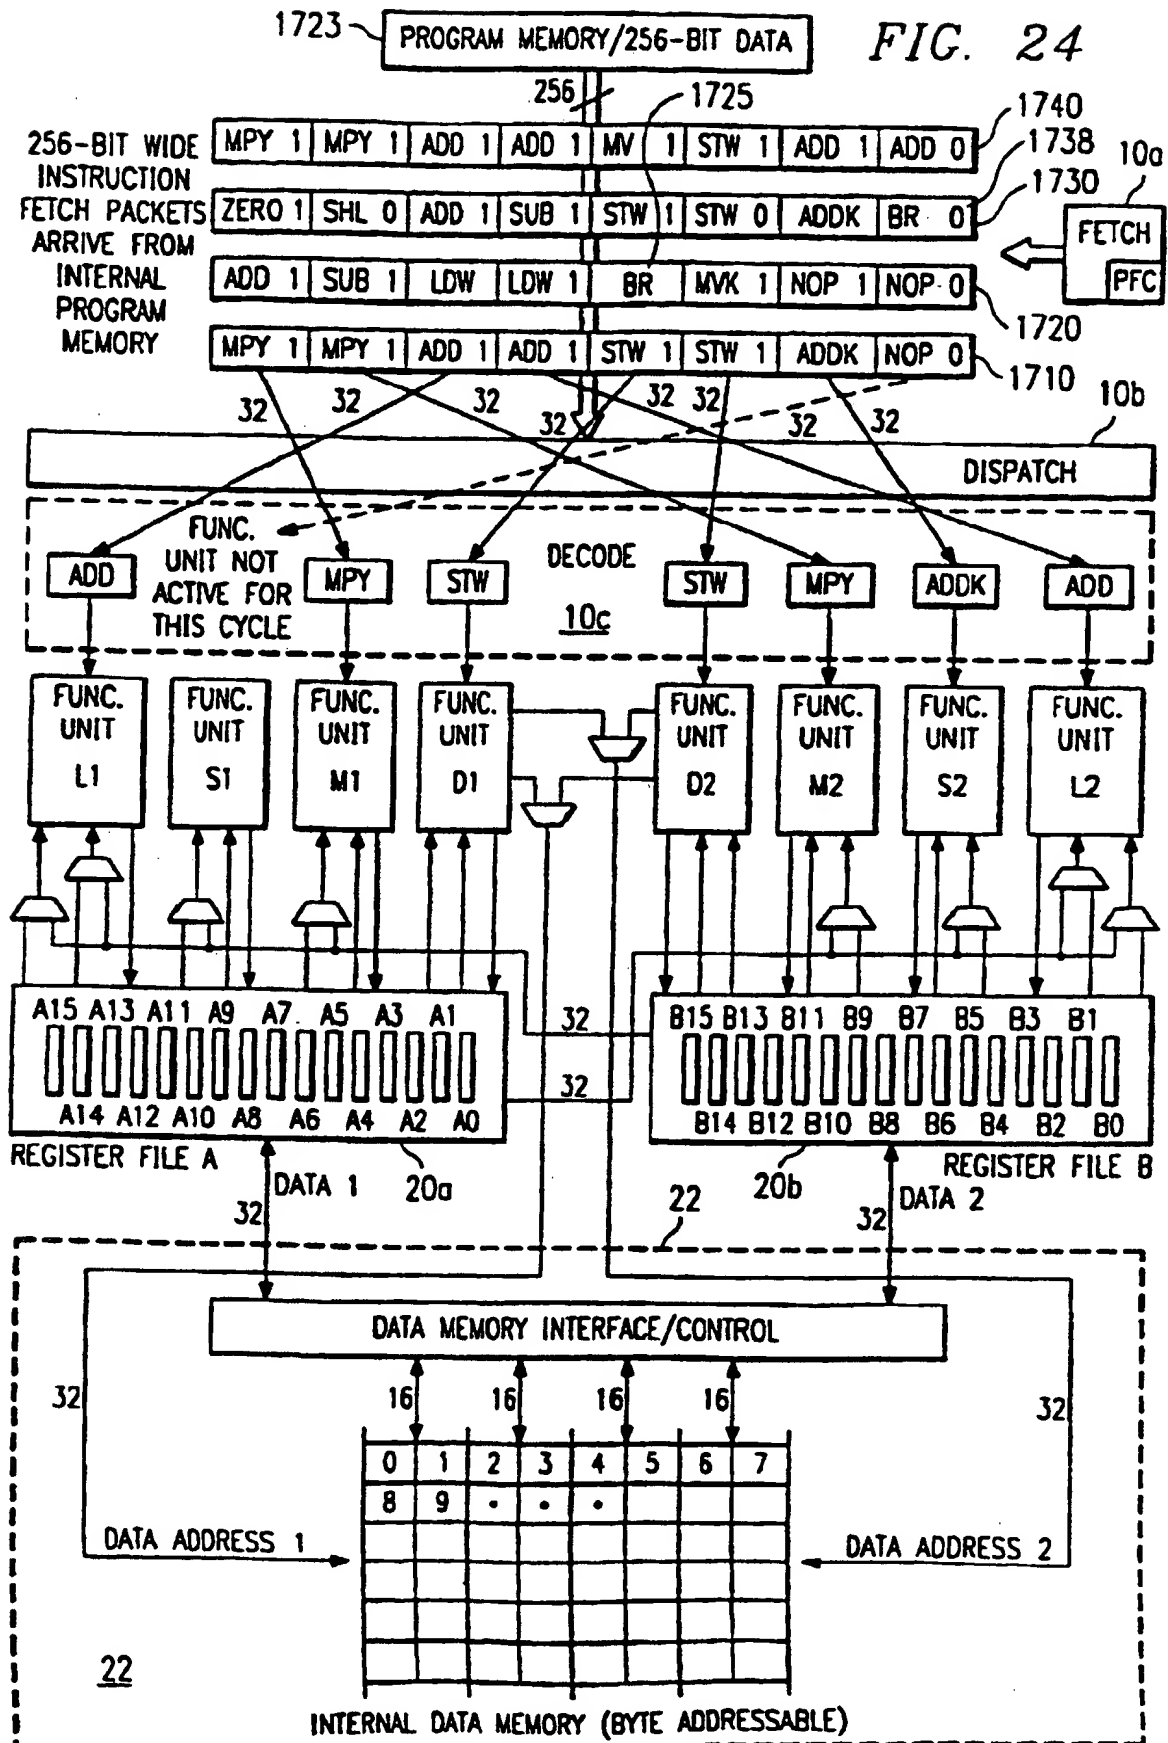 1723
PROGRAM MEMORY/256-BIT DATA
FIG. 24
256
1725
256-BIT WIDE
INSTRUCTION
FETCH PACKETS
ARRIVE FROM
INTERNAL
PROGRAM
MEMORY
MPY 1 MPY 1 ADD 1 ADD 1 MV 1 STW 1 ADD 1 ADD 0
1740
1738
ZERO 1 SHL 0 ADD 1 SUB 1 STW 1 STW 0 ADDK BR 0
1730
10a
FETCH
PFC
ADD 1 SUB 1 LDW LDW 1 BR MVK 1 NOP 1 NOP 0
1720
MPY 1 MPY 1 ADD 1 ADD 1 STW 1 STW 1 ADDK NOP 0
1710
32 32 32 32 32 32 32 32
10b
DISPATCH
FUNC.
UNIT NOT
ACTIVE FOR
THIS CYCLE
DECODE
10c
ADD MPY STW STW MPY ADDK ADD
FUNC. UNIT L1
FUNC. UNIT S1
FUNC. UNIT M1
FUNC. UNIT D1
FUNC. UNIT D2
FUNC. UNIT M2
FUNC. UNIT S2
FUNC. UNIT L2
A15 A13 A11 A9 A7 A5 A3 A1
A14 A12 A10 A8 A6 A4 A2 A0
REGISTER FILE A
20a
32
32
B15 B13 B11 B9 B7 B5 B3 B1
B14 B12 B10 B8 B6 B4 B2 B0
REGISTER FILE B
20b
DATA 1
32
DATA 2
32
22
DATA MEMORY INTERFACE/CONTROL
32
16 16 16 16
32
0 1 2 3 4 5 6 7
8 9 • • •
DATA ADDRESS 1
DATA ADDRESS 2
22
INTERNAL DATA MEMORY (BYTE ADDRESSABLE)